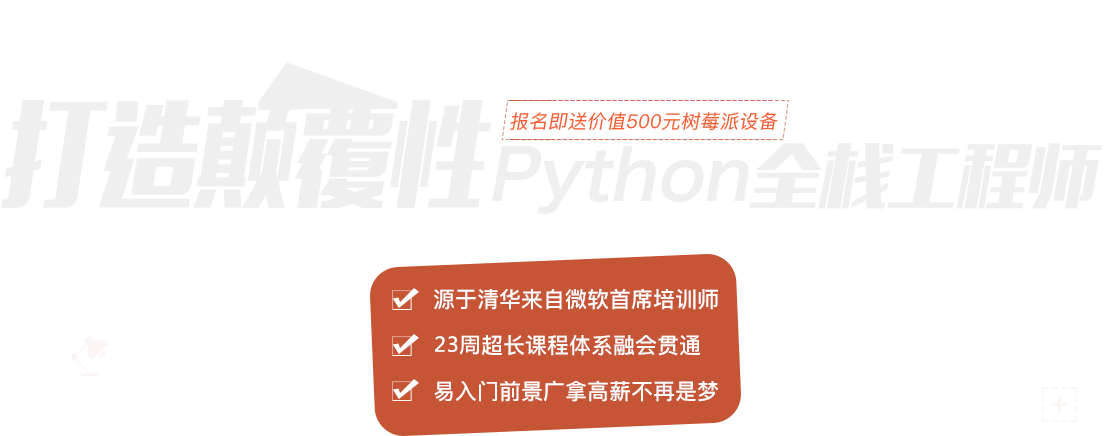 打造颠覆性
报名即送价值500元树莓派设备
Python全栈工程师
源于清华来自微软首席培训师
23周超长课程体系融会贯通
易入门前景广拿高薪不再是梦